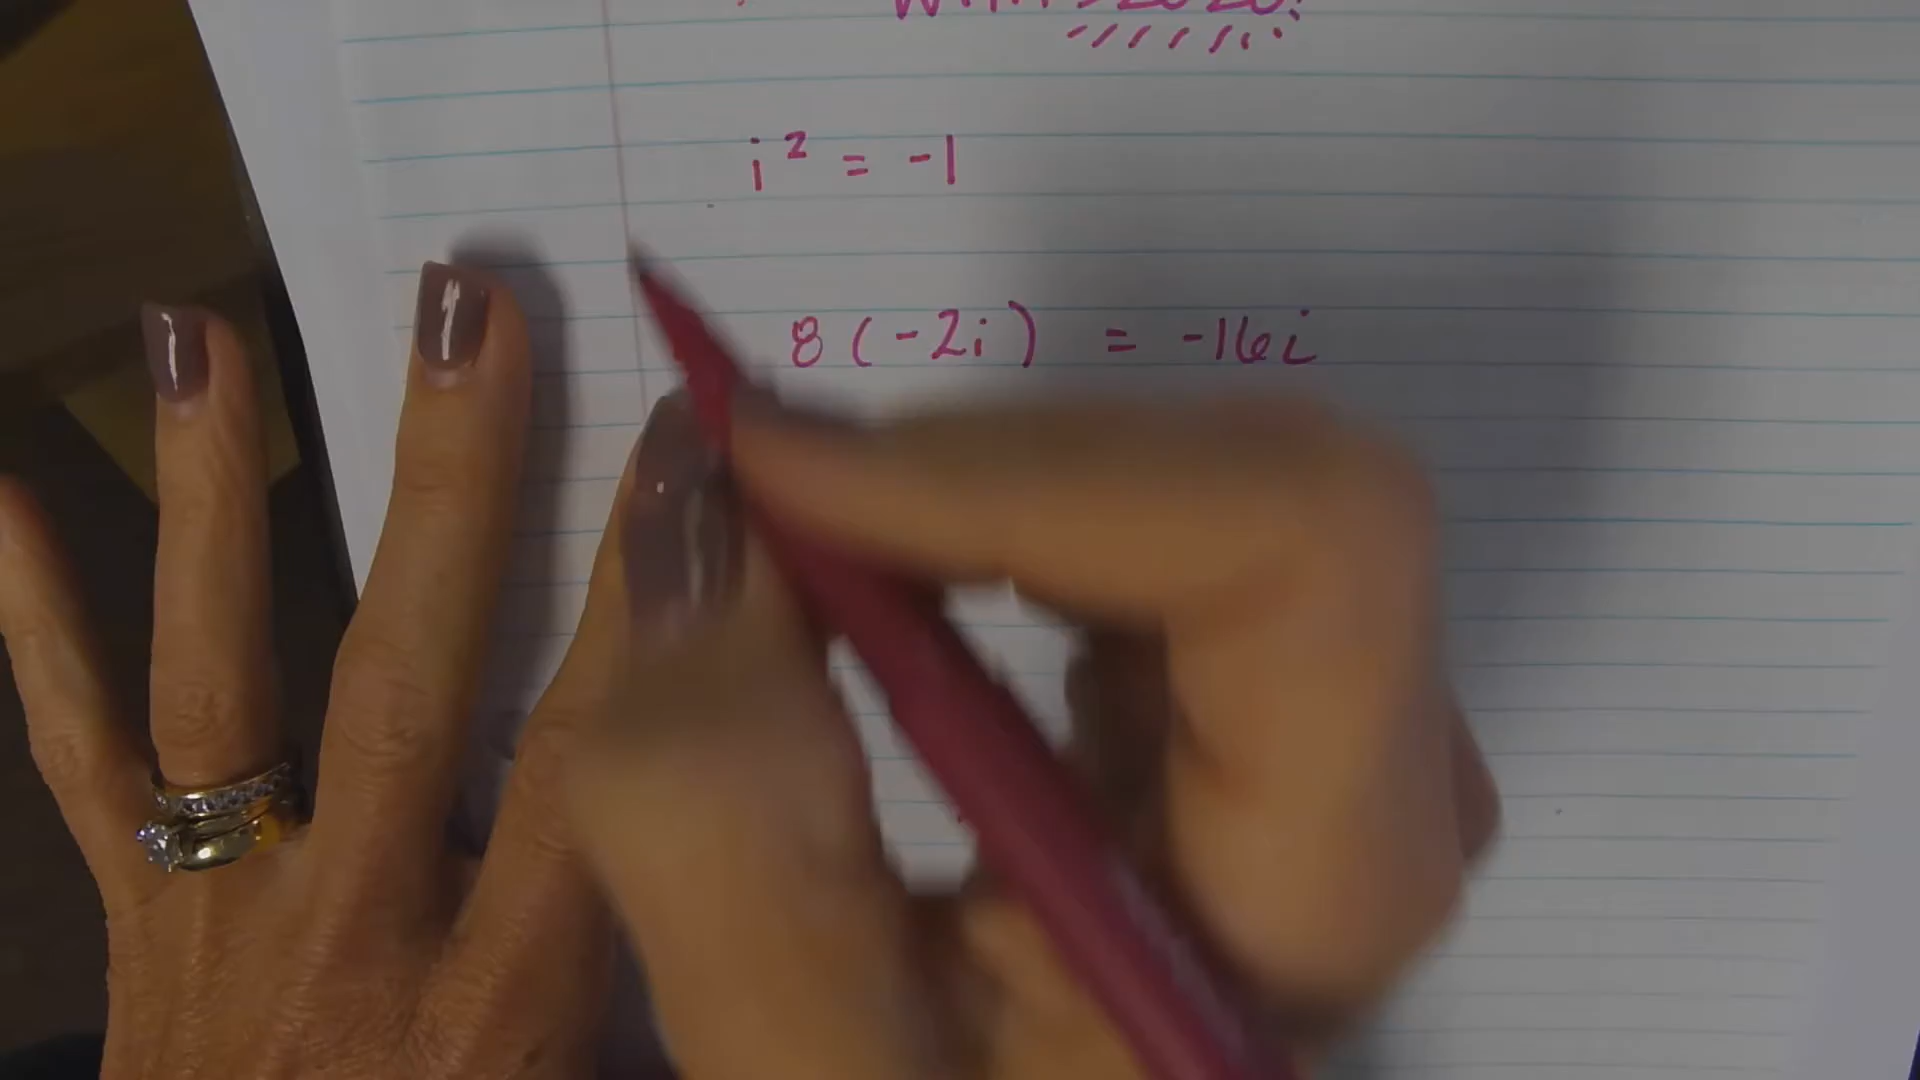 i² = -1
8 (-2i) = -16i